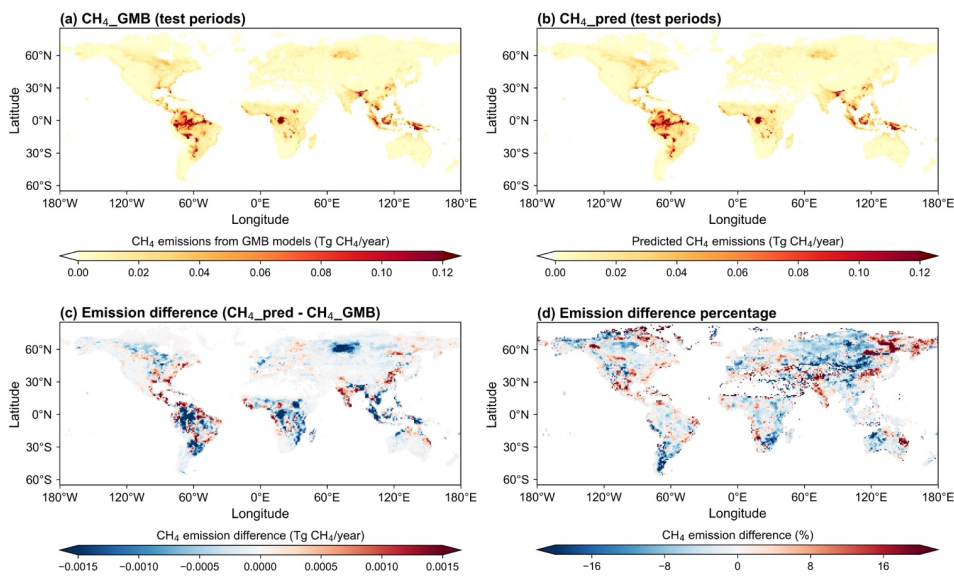 (a) CH₄_GMB (test periods)
60°N
30°N
0°N
30°S
60°S
Latitude
180°W 120°W 60°W 0°E 60°E 120°E 180°E
Longitude
CH₄ emissions from GMB models (Tg CH₄/year)
0.00 0.02 0.04 0.06 0.08 0.10 0.12
(b) CH₄_pred (test periods)
60°N
30°N
0°N
30°S
60°S
Latitude
180°W 120°W 60°W 0°E 60°E 120°E 180°E
Longitude
Predicted CH₄ emissions (Tg CH₄/year)
0.00 0.02 0.04 0.06 0.08 0.10 0.12
(c) Emission difference (CH₄_pred - CH₄_GMB)
60°N
30°N
0°N
30°S
60°S
Latitude
180°W 120°W 60°W 0°E 60°E 120°E 180°E
Longitude
CH₄ emission difference (Tg CH₄/year)
−0.0015 −0.0010 −0.0005 0.0000 0.0005 0.0010 0.0015
(d) Emission difference percentage
60°N
30°N
0°N
30°S
60°S
Latitude
180°W 120°W 60°W 0°E 60°E 120°E 180°E
Longitude
CH₄ emission difference (%)
−16 −8 0 8 16